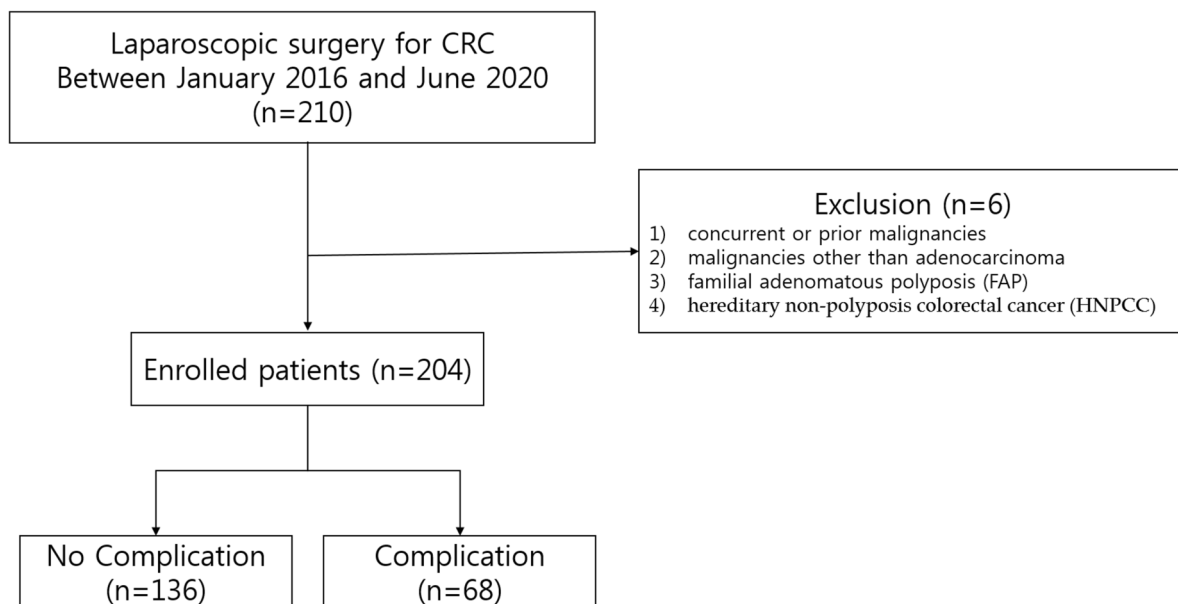 Laparoscopic surgery for CRC
Between January 2016 and June 2020
(n=210)
Exclusion (n=6)
1) concurrent or prior malignancies
2) malignancies other than adenocarcinoma
3) familial adenomatous polyposis (FAP)
4) hereditary non-polyposis colorectal cancer (HNPCC)
Enrolled patients (n=204)
No Complication
(n=136)
Complication
(n=68)